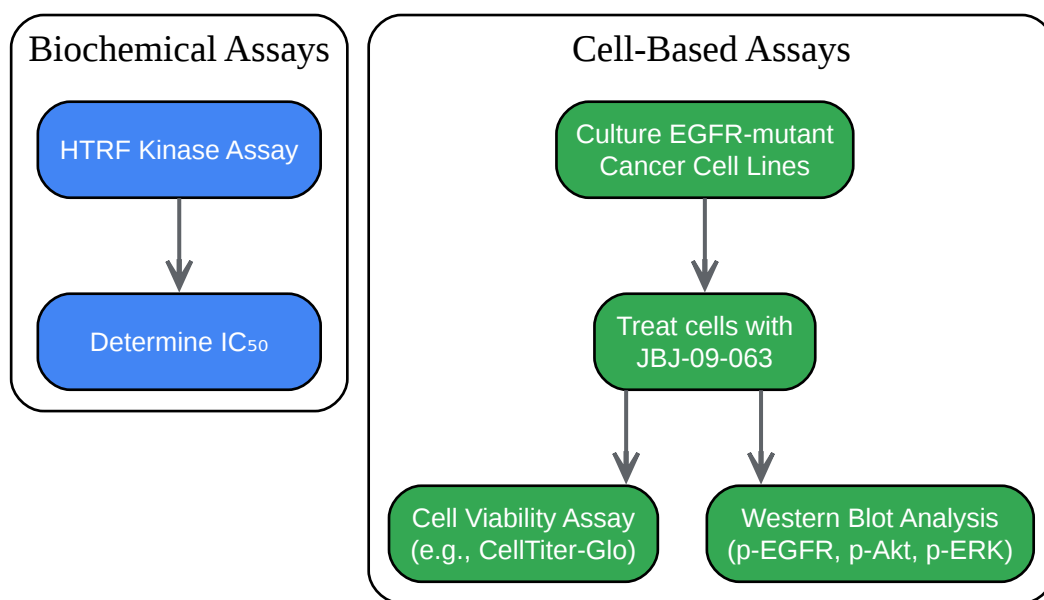 Biochemical Assays
HTRF Kinase Assay
Determine IC₅₀
Cell-Based Assays
Culture EGFR-mutant
Cancer Cell Lines
Treat cells with
JBJ-09-063
Cell Viability Assay
(e.g., CellTiter-Glo)
Western Blot Analysis
(p-EGFR, p-Akt, p-ERK)